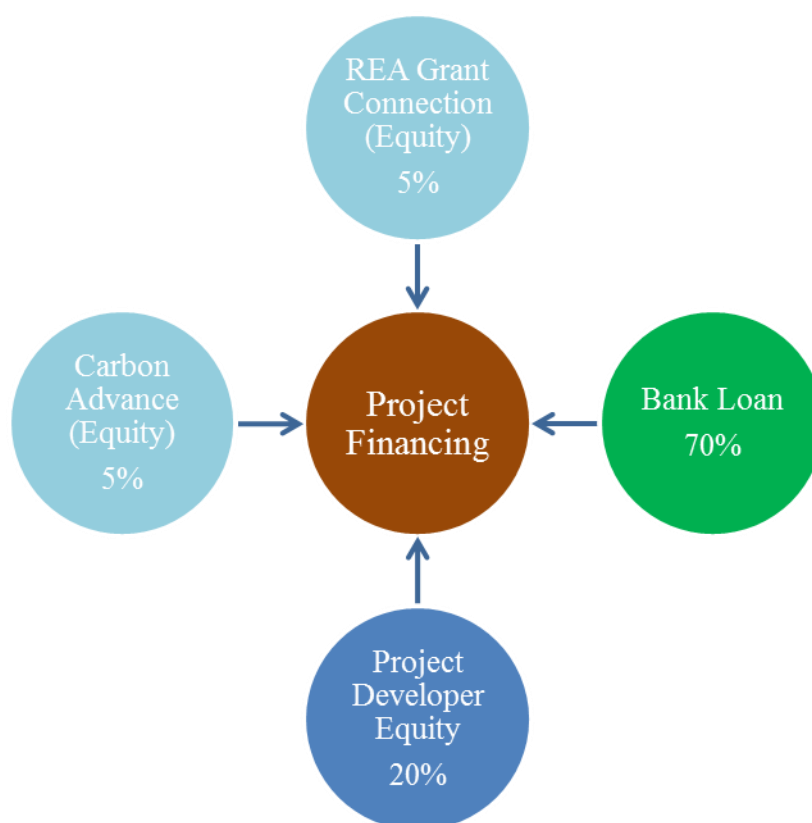 REA Grant
Connection
(Equity)
5%
Carbon
Advance
(Equity)
5%
Project
Financing
Bank Loan
70%
Project
Developer
Equity
20%